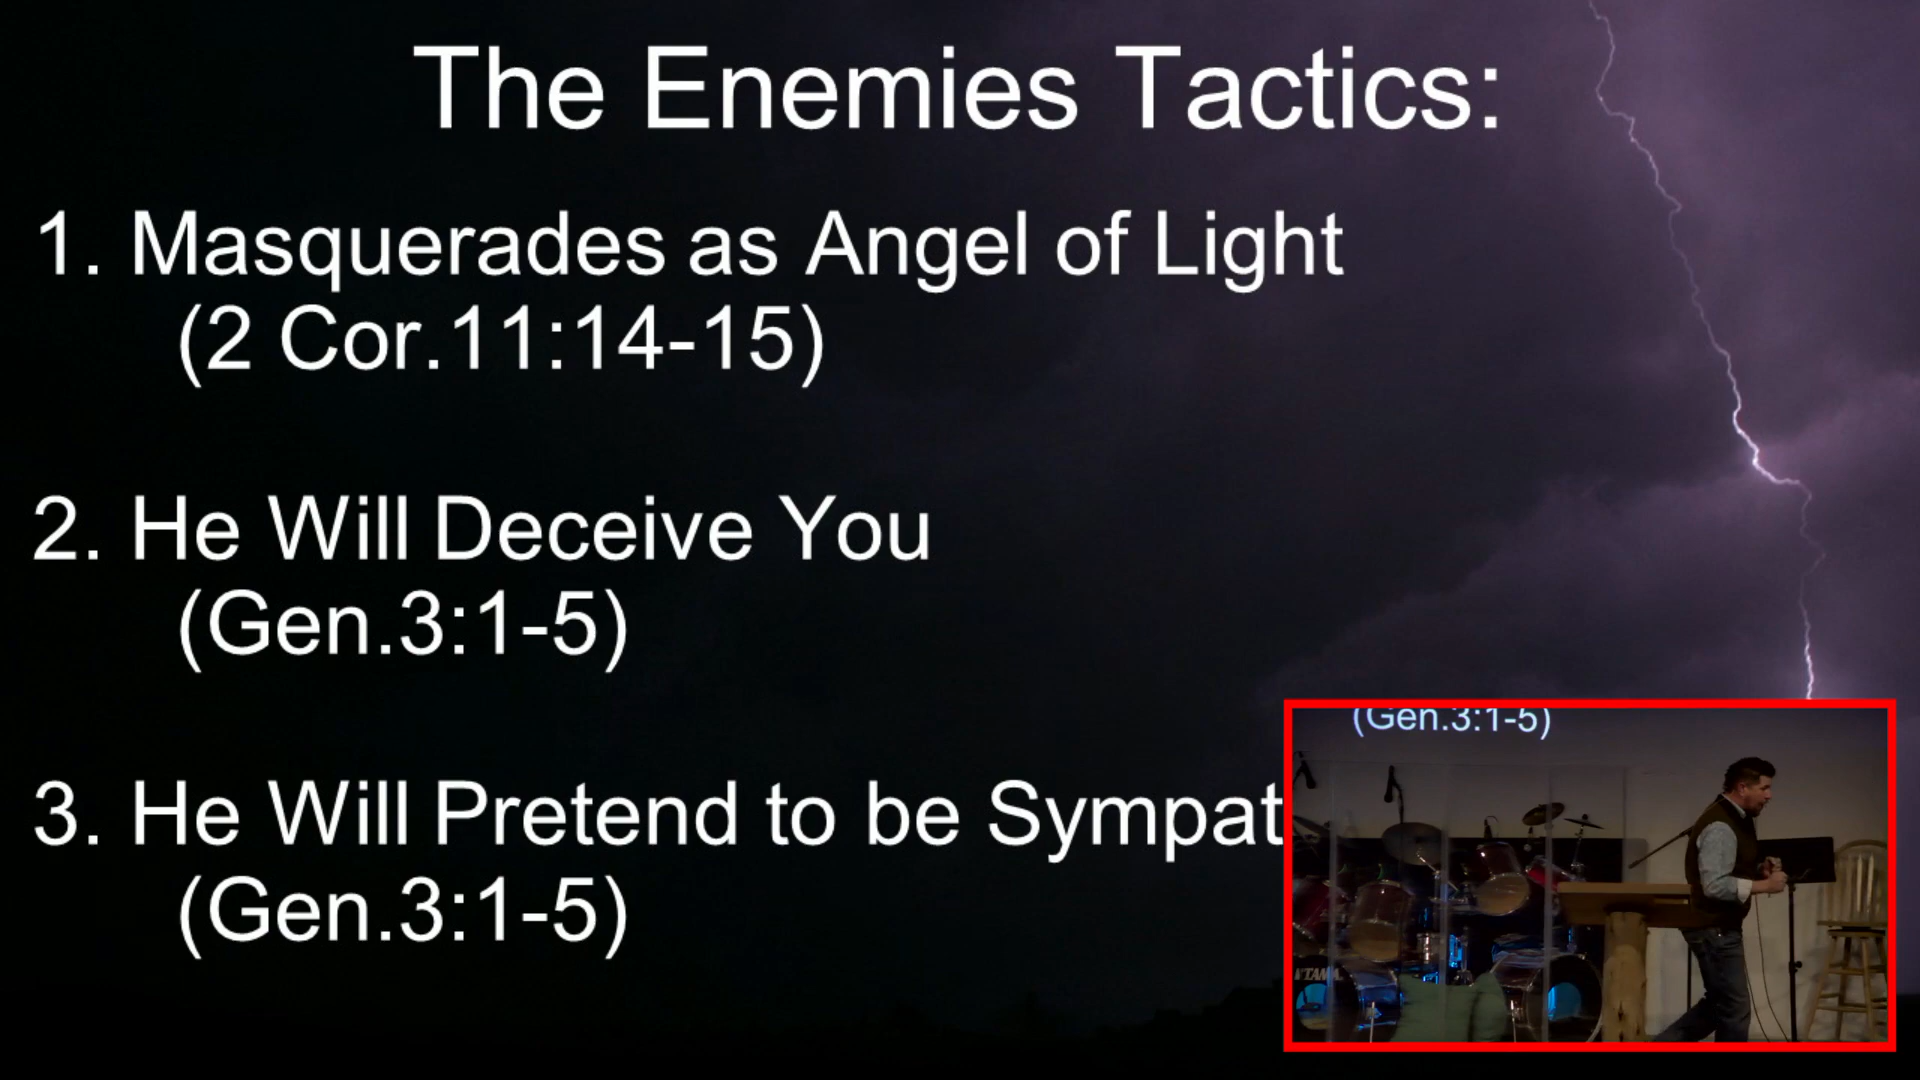 The Enemies Tactics:
1. Masquerades as Angel of Light
(2 Cor.11:14-15)
2. He Will Deceive You
(Gen.3:1-5)
3. He Will Pretend to be Sympat
(Gen.3:1-5)
(Gen.3:1-5)
TAMA